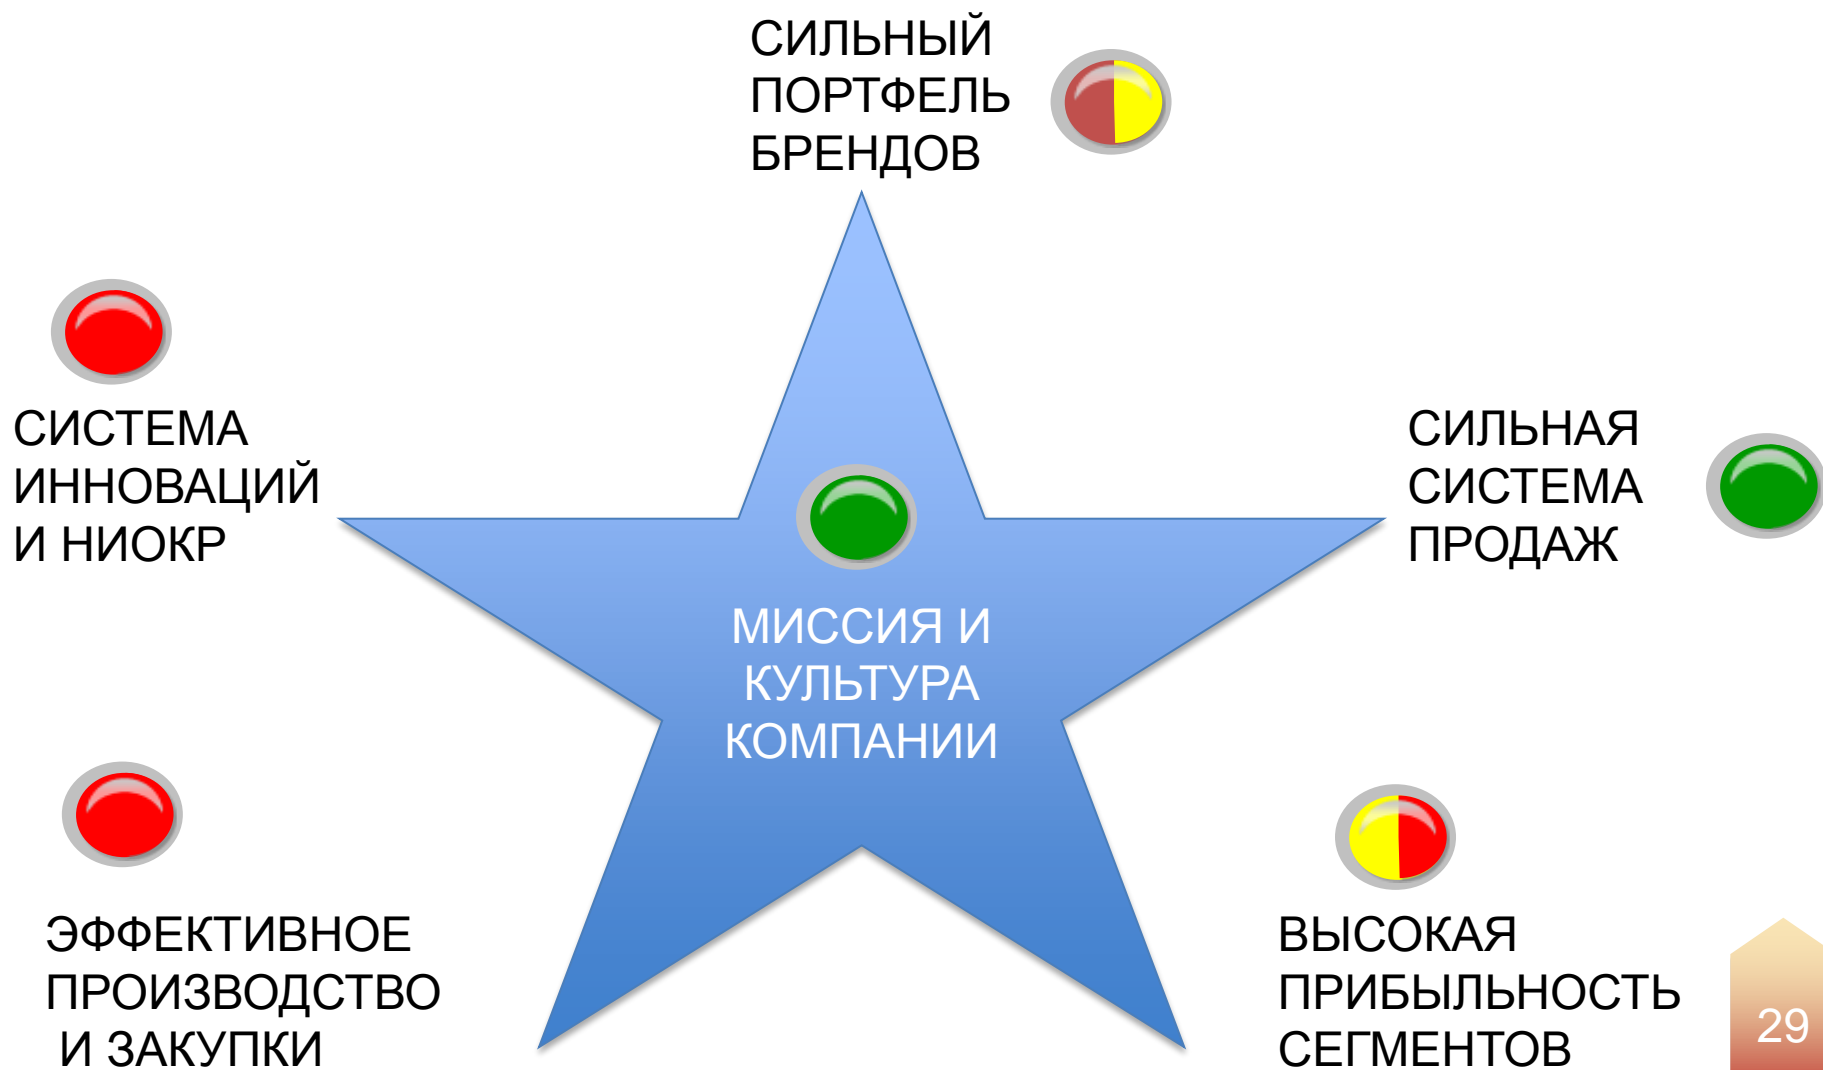 СИЛЬНЫЙ
ПОРТФЕЛЬ
БРЕНДОВ
СИСТЕМА
ИННОВАЦИЙ
И НИОКР
СИЛЬНАЯ
СИСТЕМА
ПРОДАЖ
МИССИЯ И
КУЛЬТУРА
КОМПАНИИ
ЭФФЕКТИВНОЕ
ПРОИЗВОДСТВО
И ЗАКУПКИ
ВЫСОКАЯ
ПРИБЫЛЬНОСТЬ
СЕГМЕНТОВ
29